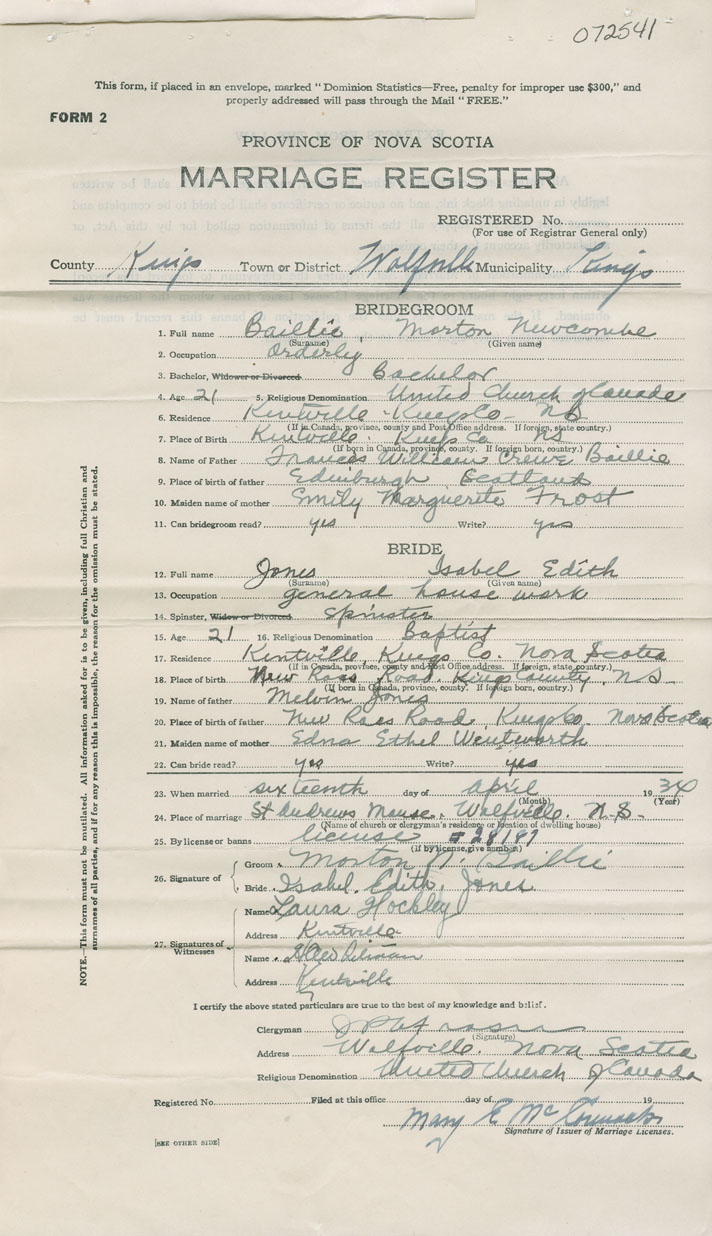 072541
This form, if placed in an envelope, marked "Dominion Statistics—Free, penalty for improper use $300," and
properly addressed will pass through the Mail "FREE."
FORM 2
PROVINCE OF NOVA SCOTIA
MARRIAGE REGISTER
REGISTERED No.
(For use of Registrar General only)
County Kings Town or District Wolfville Municipality Kings
BRIDEGROOM
1. Full name Baillie, Morton Newcombe
(Surname) (Given name)
2. Occupation Orderly
3. Bachelor, Widower or Divorced Bachelor
4. Age 21 5. Religious Denomination United Church of Canada
6. Residence Kentville - Kings Co - NS
(If in Canada, province, county and Post Office address. If foreign, state country.)
7. Place of Birth Kentville. Kings Co NS
(If born in Canada, province, county. If foreign born, country.)
8. Name of Father Frances William Crewe Baillie
9. Place of birth of father Edinburgh Scotland
10. Maiden name of mother Emily Marguerite Frost
11. Can bridegroom read? yes Write? yes
BRIDE
12. Full name Jones Isabel Edith
(Surname) (Given name)
13. Occupation general house work
14. Spinster, Widow or Divorced Spinster
15. Age 21 16. Religious Denomination Baptist
17. Residence Kentville, Kings Co. Nova Scotia
(If in Canada, province, county and Post Office address. If foreign, state country.)
18. Place of birth New Ross Road. Kings County, N.S.
(If born in Canada, province, county. If foreign born, country.)
19. Name of father Melvin Jones
20. Place of birth of father New Ross Road, Kings Co. Nova Scotia
21. Maiden name of mother Edna Ethel Wentworth
22. Can bride read? yes Write? yes
23. When married sixteenth day of April 1934
(Month) (Year)
24. Place of marriage St Andrews Manse, Wolfville. N.S.
(Name of church or clergyman's residence, or location of dwelling house)
25. By license or banns license # 28187
(If by license, give number)
26. Signature of Groom Morton N. Baillie
Bride Isabel Edith Jones
27. Signatures of Witnesses
Name Laura Hockley
Address Kentville
Name
Address Kentville
I certify the above stated particulars are true to the best of my knowledge and belief.
Clergyman
(Signature)
Address Wolfville. Nova Scotia
Religious Denomination United Church of Canada
Registered No. Filed at this office day of 19
Mary E. McCormack
Signature of Issuer of Marriage Licenses.
[SEE OTHER SIDE]
NOTE.—This form must not be mutilated. All information asked for is to be given, including full Christian and
surnames of all parties, and if for any reason this is impossible, the reason for the omission must be stated.